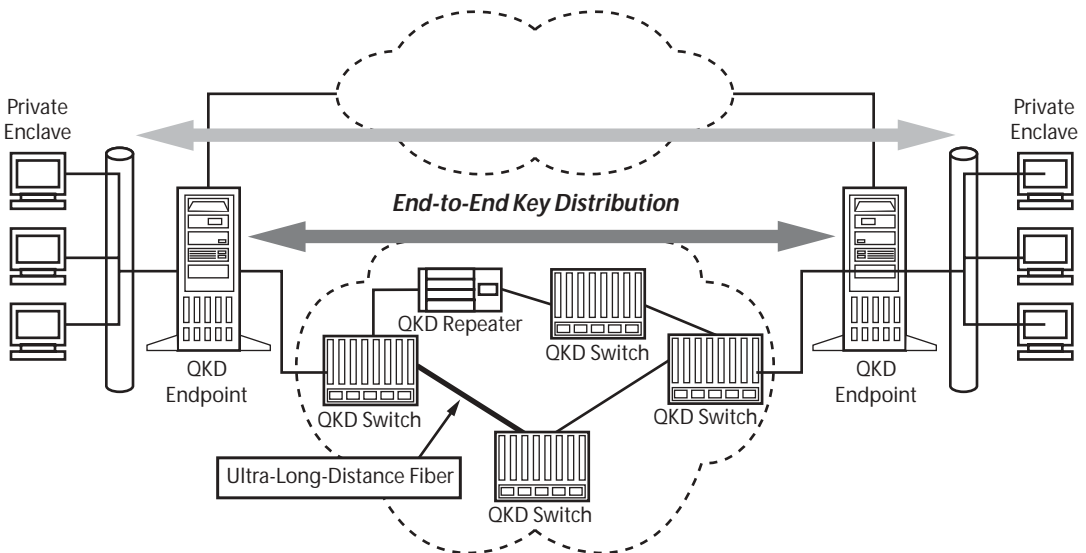 Private
Enclave
Private
Enclave
End-to-End Key Distribution
QKD Repeater
QKD Switch
QKD
Endpoint
QKD
Endpoint
QKD Switch
QKD Switch
Ultra-Long-Distance Fiber
QKD Switch